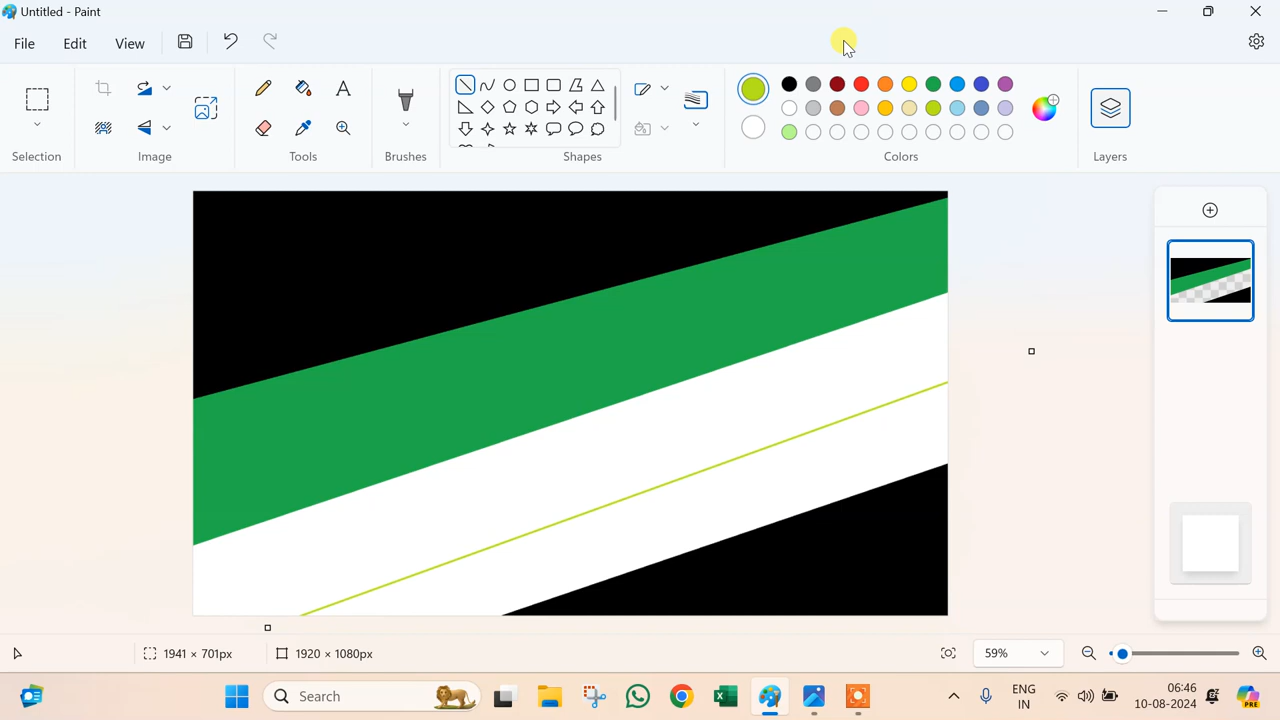 Untitled - Paint
File Edit View
Selection Image Tools Brushes Shapes Colors Layers
1941 × 701px 1920 × 1080px 59%
Search ENG IN 06:46 10-08-2024 PRE